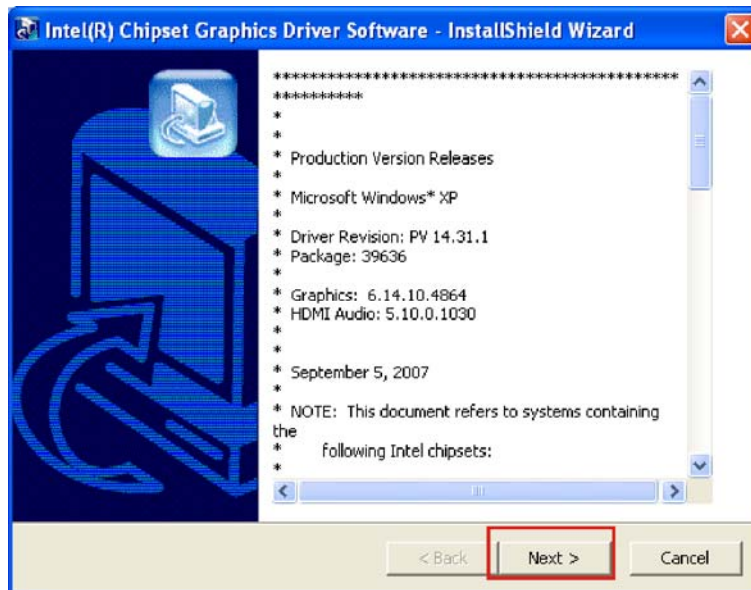 Intel(R) Chipset Graphics Driver Software - InstallShield Wizard
*********************************************
**********
*
*
* Production Version Releases
*
* Microsoft Windows* XP
*
* Driver Revision: PV 14.31.1
* Package: 39636
*
* Graphics: 6.14.10.4864
* HDMI Audio: 5.10.0.1030
*
*
* September 5, 2007
*
* NOTE: This document refers to systems containing
the
* following Intel chipsets:
*
< Back
Next >
Cancel